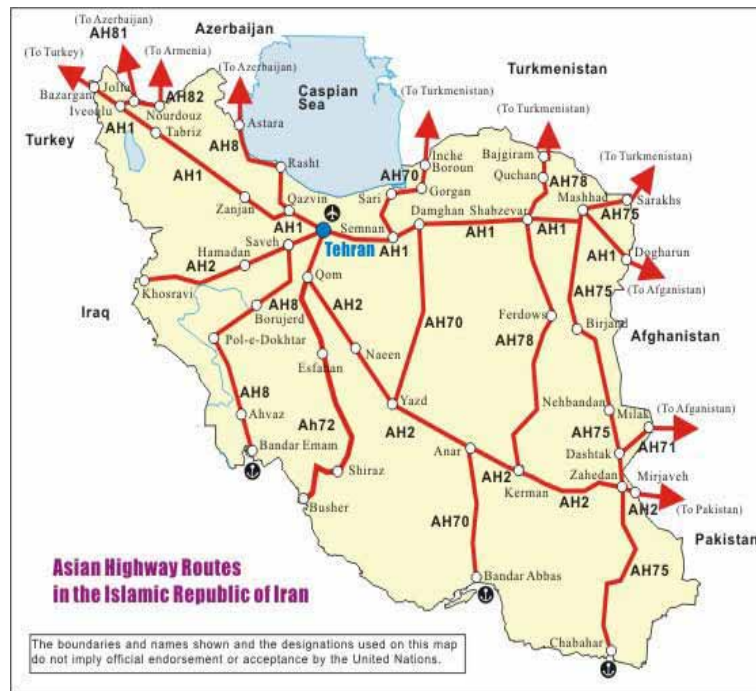 (To Azerbaijan)
AH81
Azerbaijan
(To Turkey)
(To Armenia)
(To Azerbaijan)
Jolfa
AH82
Bazargan
Iveoulu
Nourdouz
Turkey
AH1
Tabriz
AH8
Astara
Caspian
Sea
(To Turkmenistan)
Turkmenistan
(To Turkmenistan)
Inche
Boroun
Bajgiram
(To Turkmenistan)
Rasht
AH1
Sari
AH70
Gorgan
Quchan
AH78
Mashhad
AH75
Sarakhs
Zanjan
Qazvin
AH1
Saveh
Tehran
Semnan
AH1
Damghan
Shabzevar
AH1
AH1
AH1
Dogharun
(To Afganistan)
Hamadan
AH2
Khosravi
Qom
AH75
Iraq
AH8
Borujerd
AH2
AH70
Ferdows
AH78
Birjand
Afghanistan
Pol-e-Dokhtar
Esfahan
Naeen
AH8
Ahvaz
Ah72
Yazd
AH2
Nehbandan
Milak
(To Afganistan)
AH75
AH71
Bandar Emam
Anar
AH2
Dashtak
Zahedan
Mirjaveh
Shiraz
Kerman
AH2
AH2
(To Pakistan)
Busher
AH70
Pakistan
AH75
Asian Highway Routes
in the Islamic Republic of Iran
Bandar Abbas
Chabahar
The boundaries and names shown and the designations used on this map
do not imply official endorsement or acceptance by the United Nations.